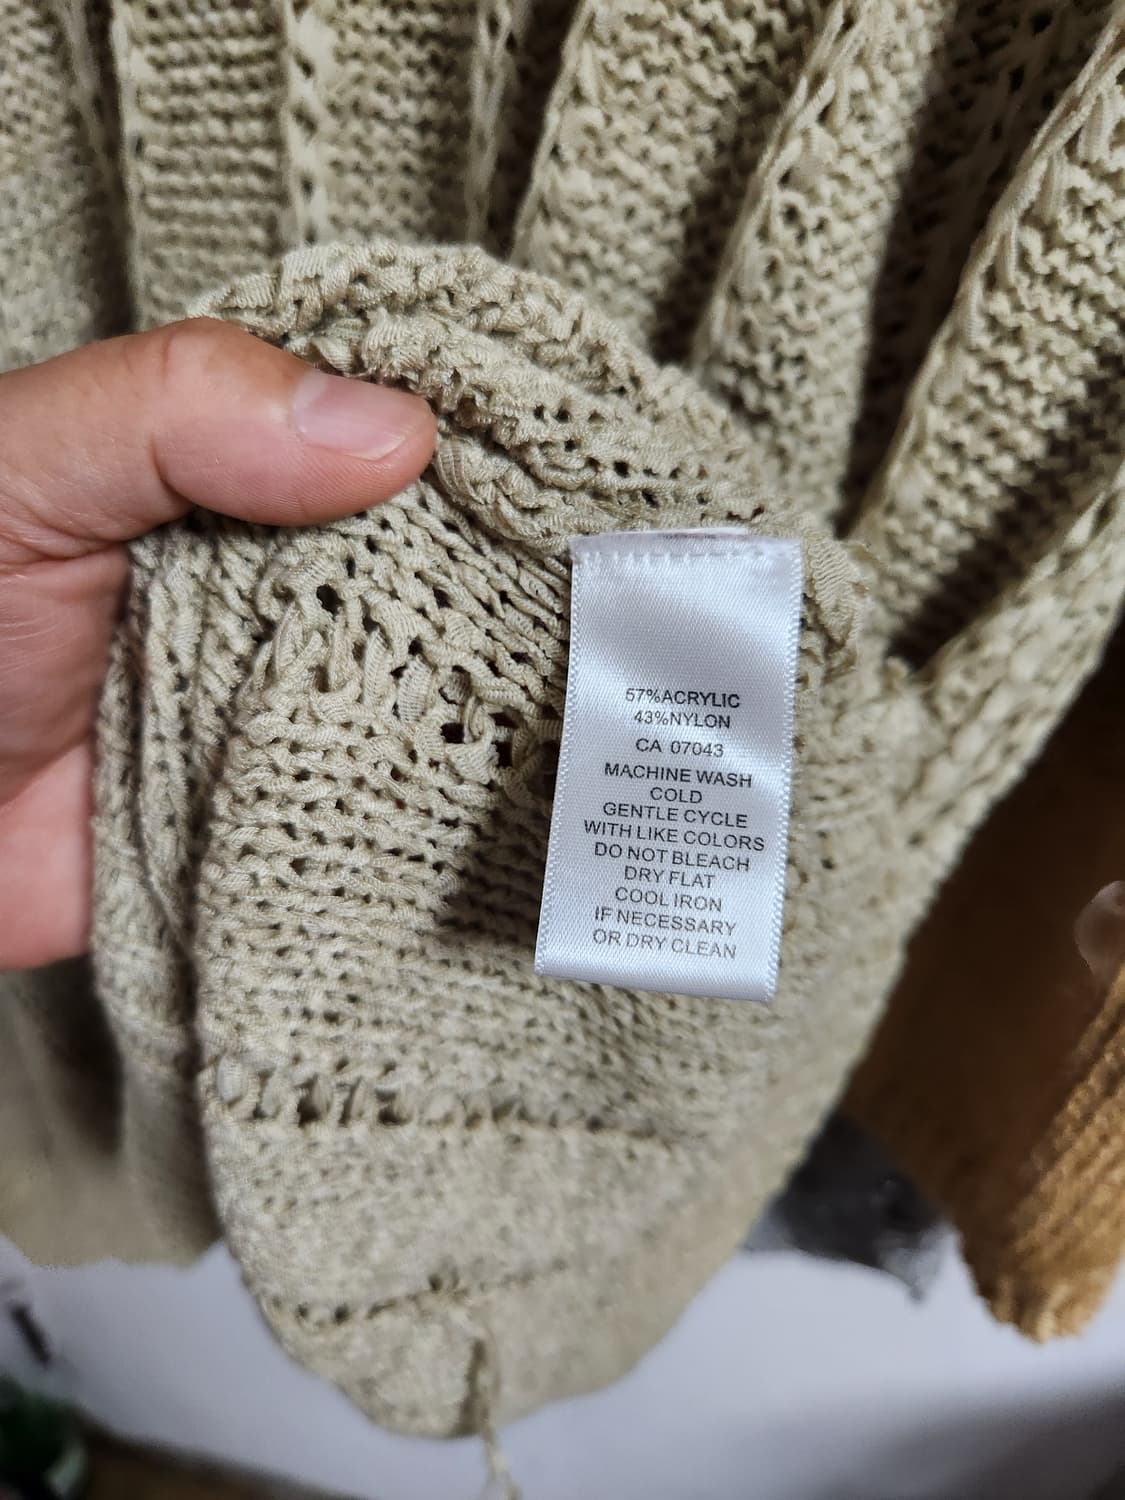 57%ACRYLIC
43%NYLON
CA 07043
MACHINE WASH
COLD
GENTLE CYCLE
WITH LIKE COLORS
DO NOT BLEACH
DRY FLAT
COOL IRON
IF NECESSARY
OR DRY CLEAN